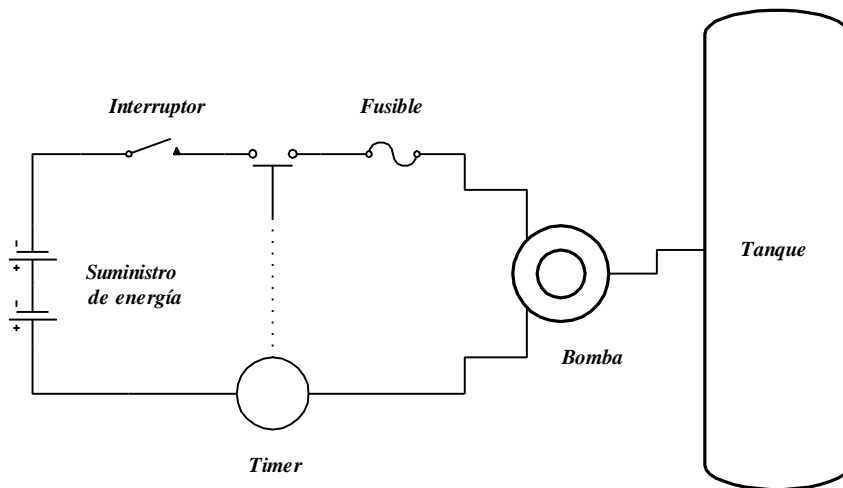 Interruptor
Fusible
-
+
-
+
Suministro
de energía
Tanque
Bomba
Timer